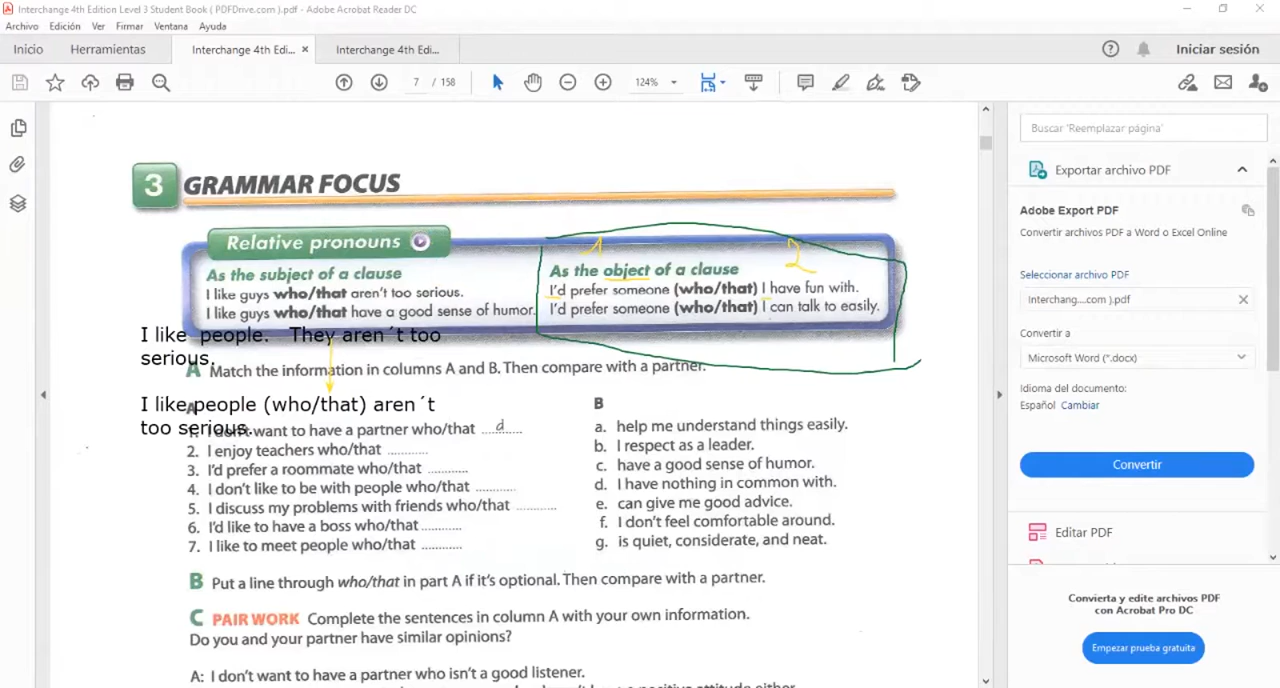 Interchange 4th Edition Level 3 Student Book ( PDFDrive.com ).pdf - Adobe Acrobat Reader DC
Archivo Edición Ver Firmar Ventana Ayuda
Inicio Herramientas Interchange 4th Edi... × Interchange 4th Edi... Iniciar sesión
7 / 158 124%
3 GRAMMAR FOCUS
Relative pronouns
As the subject of a clause
I like guys who/that aren't too serious.
I like guys who/that have a good sense of humor.
1 2
As the object of a clause
I'd prefer someone (who/that) I have fun with.
I'd prefer someone (who/that) I can talk to easily.
I like people. They aren´t too
serious.
A Match the information in columns A and B. Then compare with a partner.
I like people (who/that) aren´t
too serious.
A
1. I don't want to have a partner who/that ....d....
2. I enjoy teachers who/that ..........
3. I'd prefer a roommate who/that ..........
4. I don't like to be with people who/that ..........
5. I discuss my problems with friends who/that ..........
6. I'd like to have a boss who/that ..........
7. I like to meet people who/that ..........
B
a. help me understand things easily.
b. I respect as a leader.
c. have a good sense of humor.
d. I have nothing in common with.
e. can give me good advice.
f. I don't feel comfortable around.
g. is quiet, considerate, and neat.
B Put a line through who/that in part A if it's optional. Then compare with a partner.
C PAIR WORK Complete the sentences in column A with your own information.
Do you and your partner have similar opinions?
A: I don't want to have a partner who isn't a good listener.
have a positive attitude either
Buscar 'Reemplazar página'
Exportar archivo PDF
Adobe Export PDF
Convertir archivos PDF a Word o Excel Online
Seleccionar archivo PDF
Interchang....com ).pdf
Convertir a
Microsoft Word (*.docx)
Idioma del documento:
Español Cambiar
Convertir
Editar PDF
Convierta y edite archivos PDF
con Acrobat Pro DC
Empezar prueba gratuita